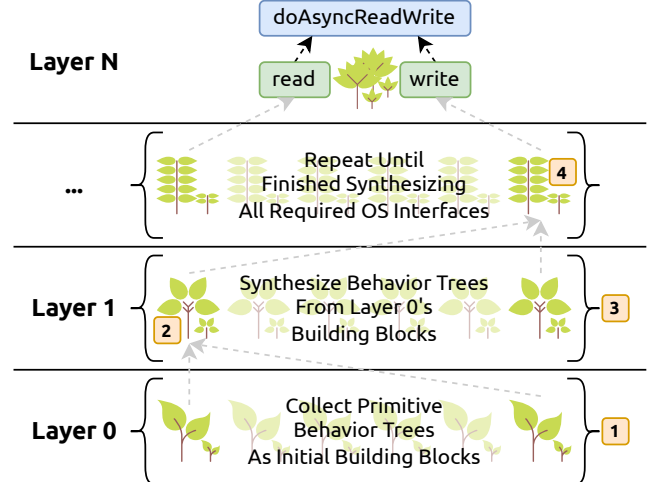 doAsyncReadWrite
Layer N
read
write
...
Repeat Until
Finished Synthesizing
All Required OS Interfaces
4
Layer 1
Synthesize Behavior Trees
From Layer 0's
Building Blocks
2
3
Layer 0
Collect Primitive
Behavior Trees
As Initial Building Blocks
1